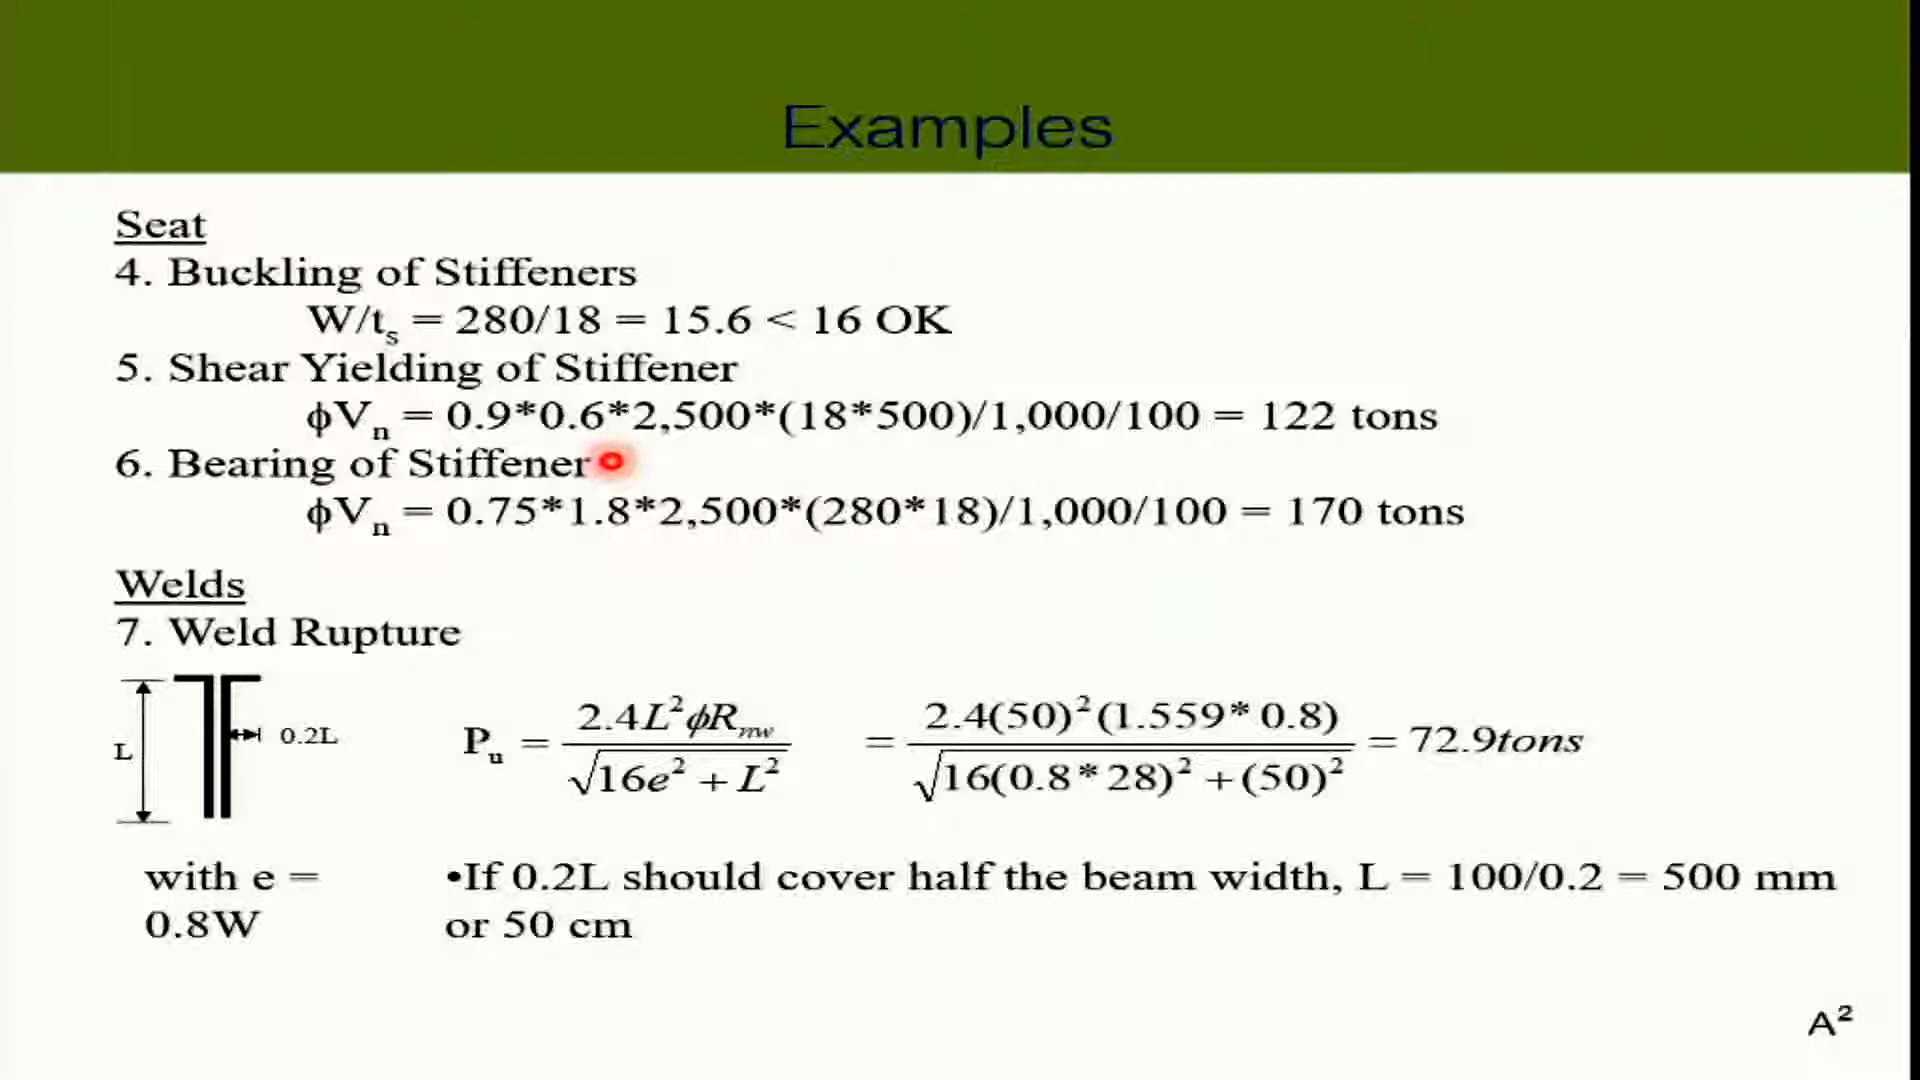 Examples
Seat
4. Buckling of Stiffeners
W/tₛ = 280/18 = 15.6 < 16 OK
5. Shear Yielding of Stiffener
ϕVₙ = 0.9*0.6*2,500*(18*500)/1,000/100 = 122 tons
6. Bearing of Stiffener
ϕVₙ = 0.75*1.8*2,500*(280*18)/1,000/100 = 170 tons
Welds
7. Weld Rupture
L
0.2L
Pᵤ = 2.4L²ϕRₙw / √(16e² + L²) = 2.4(50)²(1.559*0.8) / √(16(0.8*28)² + (50)²) = 72.9tons
with e =
0.8W
•If 0.2L should cover half the beam width, L = 100/0.2 = 500 mm
or 50 cm
A²